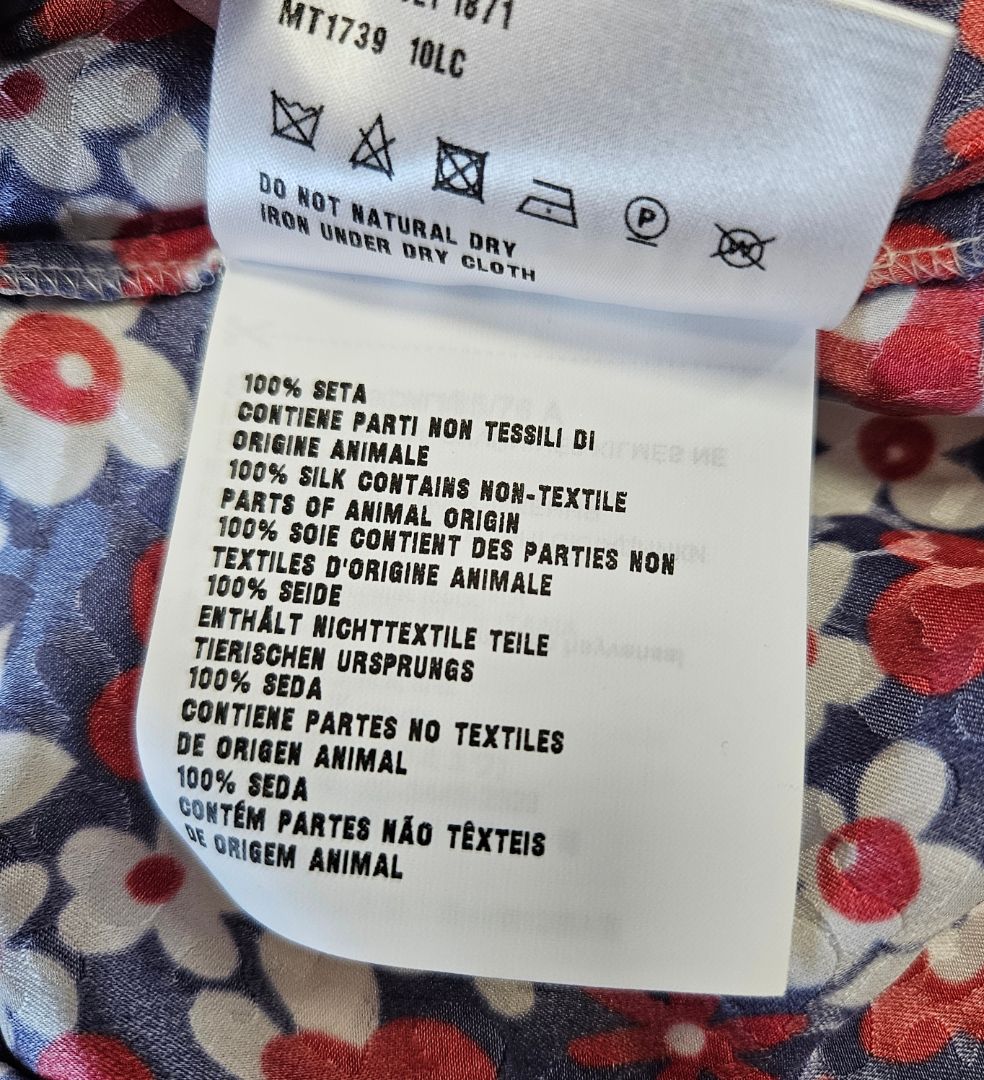 1871
MT1739 10LC
P
W
DO NOT NATURAL DRY
IRON UNDER DRY CLOTH
100% SETA
CONTIENE PARTI NON TESSILI DI
ORIGINE ANIMALE
100% SILK CONTAINS NON-TEXTILE
PARTS OF ANIMAL ORIGIN
100% SOIE CONTIENT DES PARTIES NON
TEXTILES D'ORIGINE ANIMALE
100% SEIDE
ENTHÄLT NICHTTEXTILE TEILE
TIERISCHEN URSPRUNGS
100% SEDA
CONTIENE PARTES NO TEXTILES
DE ORIGEN ANIMAL
100% SEDA
CONTÉM PARTES NÃO TÊXTEIS
DE ORIGEM ANIMAL